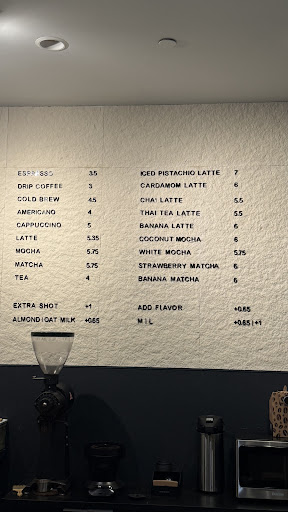 ESPRESSO 3.5
DRIP COFFEE 3
COLD BREW 4.5
AMERICANO 4
CAPPUCCINO 5
LATTE 5.35
MOCHA 5.75
MATCHA 5.75
TEA 4
EXTRA SHOT +1
ALMOND|OAT MILK +0.65
ICED PISTACHIO LATTE 7
CARDAMOM LATTE 6
CHAI LATTE 5.5
THAI TEA LATTE 5.5
BANANA LATTE 6
COCONUT MOCHA 6
WHITE MOCHA 5.75
STRAWBERRY MATCHA 6
BANANA MATCHA 6
ADD FLAVOR +0.65
M|L +0.65|+1